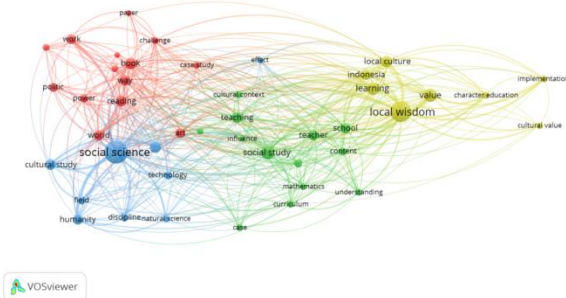 paper
work
challenge
local culture
book
case study
effect
indonesia
implementation
way
politic
learning
cultural context
value
character education
power
reading
local wisdom
teaching
cultural value
world
art
influence
teacher
school
social science
social study
content
cultural study
technology
mathematics
understanding
field
curriculum
humanity
discipline
natural science
case
VOSviewer